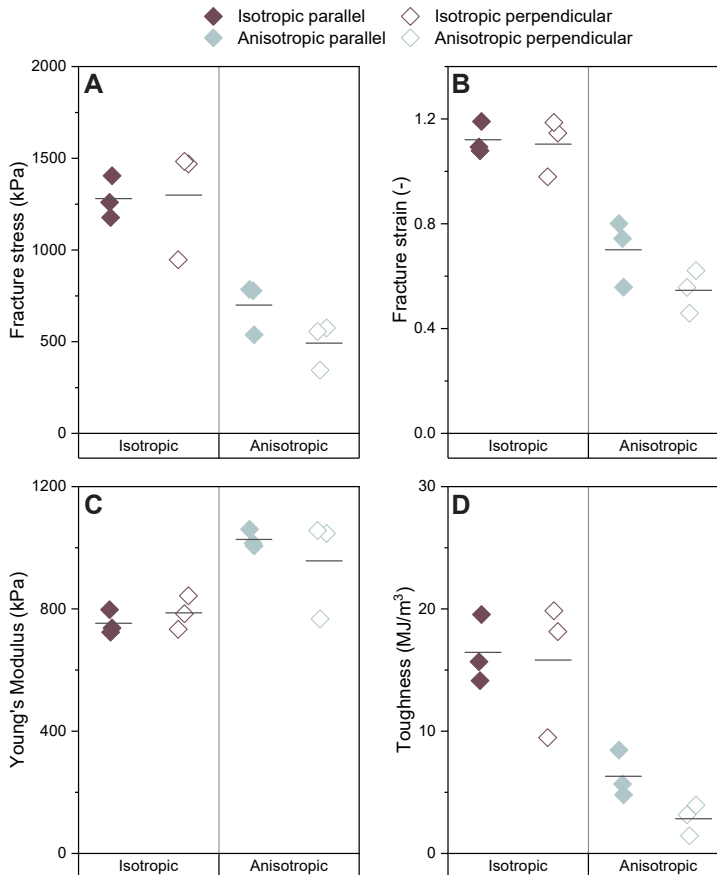 Isotropic parallel Isotropic perpendicular
Anisotropic parallel Anisotropic perpendicular
A
Fracture stress (kPa)
2000
1500
1000
500
0
Isotropic Anisotropic
B
Fracture strain (-)
1.2
0.8
0.4
0.0
Isotropic Anisotropic
C
Young's Modulus (kPa)
1200
800
400
0
Isotropic Anisotropic
D
Toughness (MJ/m³)
30
20
10
0
Isotropic Anisotropic